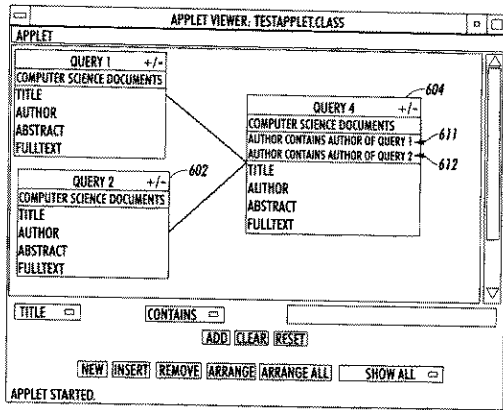 APPLET VIEWER: TESTAPPLET.CLASS
APPLET
QUERY 1 +/-
COMPUTER SCIENCE DOCUMENTS
TITLE
AUTHOR
ABSTRACT
FULLTEXT
QUERY 2 +/-
602
COMPUTER SCIENCE DOCUMENTS
TITLE
AUTHOR
ABSTRACT
FULLTEXT
604
QUERY 4 +/-
COMPUTER SCIENCE DOCUMENTS
AUTHOR CONTAINS AUTHOR OF QUERY 1
611
AUTHOR CONTAINS AUTHOR OF QUERY 2
612
TITLE
AUTHOR
ABSTRACT
FULLTEXT
TITLE CONTAINS
ADD CLEAR RESET
NEW INSERT REMOVE ARRANGE ARRANGE ALL SHOW ALL
APPLET STARTED.